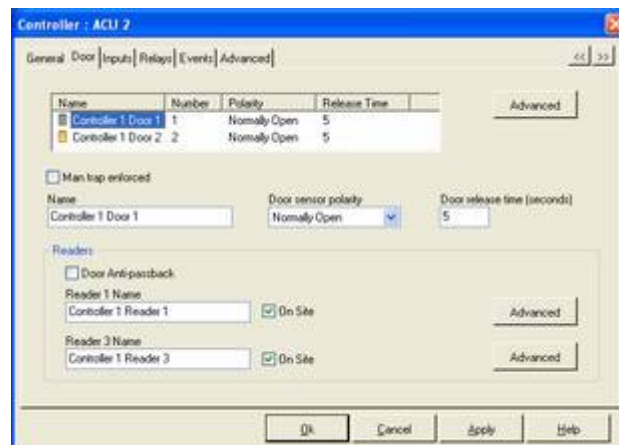 Controller : ACU 2
General Door Inputs Relays Events Advanced << >>
Name Number Polarity Release Time
Controller 1 Door 1 1 Normally Open 5
Controller 1 Door 2 2 Normally Open 5
Advanced
Man trap enforced
Name Door sensor polarity Door release time (seconds)
Controller 1 Door 1 Normally Open 5
Readers
Door Anti-passback
Reader 1 Name
Controller 1 Reader 1 On Site Advanced
Reader 3 Name
Controller 1 Reader 3 On Site Advanced
Ok Cancel Apply Help